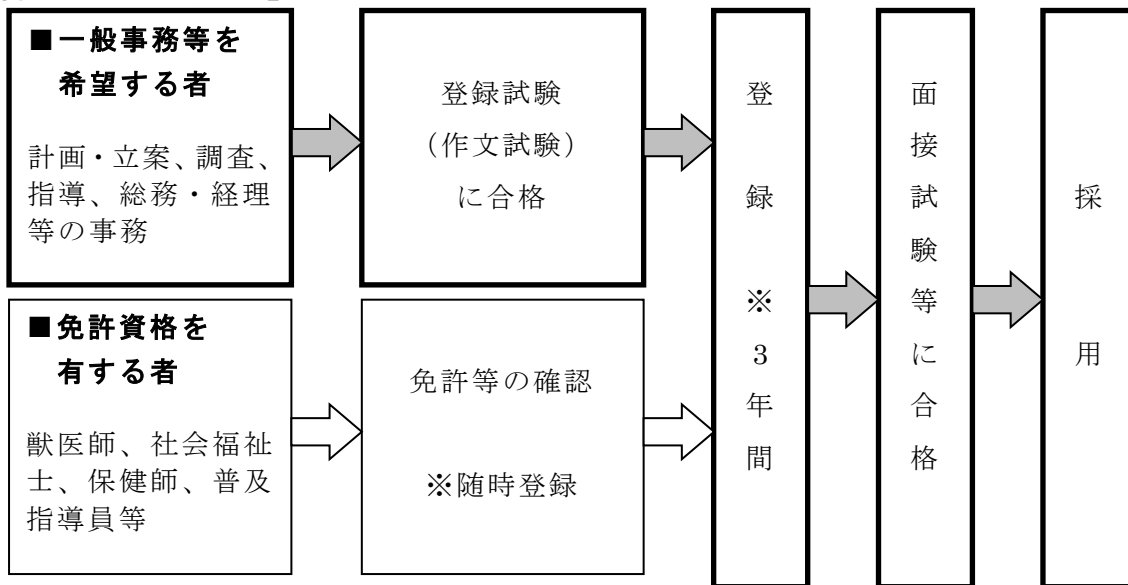 ■一般事務等を
希望する者
計画・立案、調査、
指導、総務・経理
等の事務
登録試験
（作文試験）
に合格
■免許資格を
有する者
獣医師、社会福祉
士、保健師、普及
指導員等
免許等の確認
※随時登録
登録 ※3年間
面接試験等に合格
採用